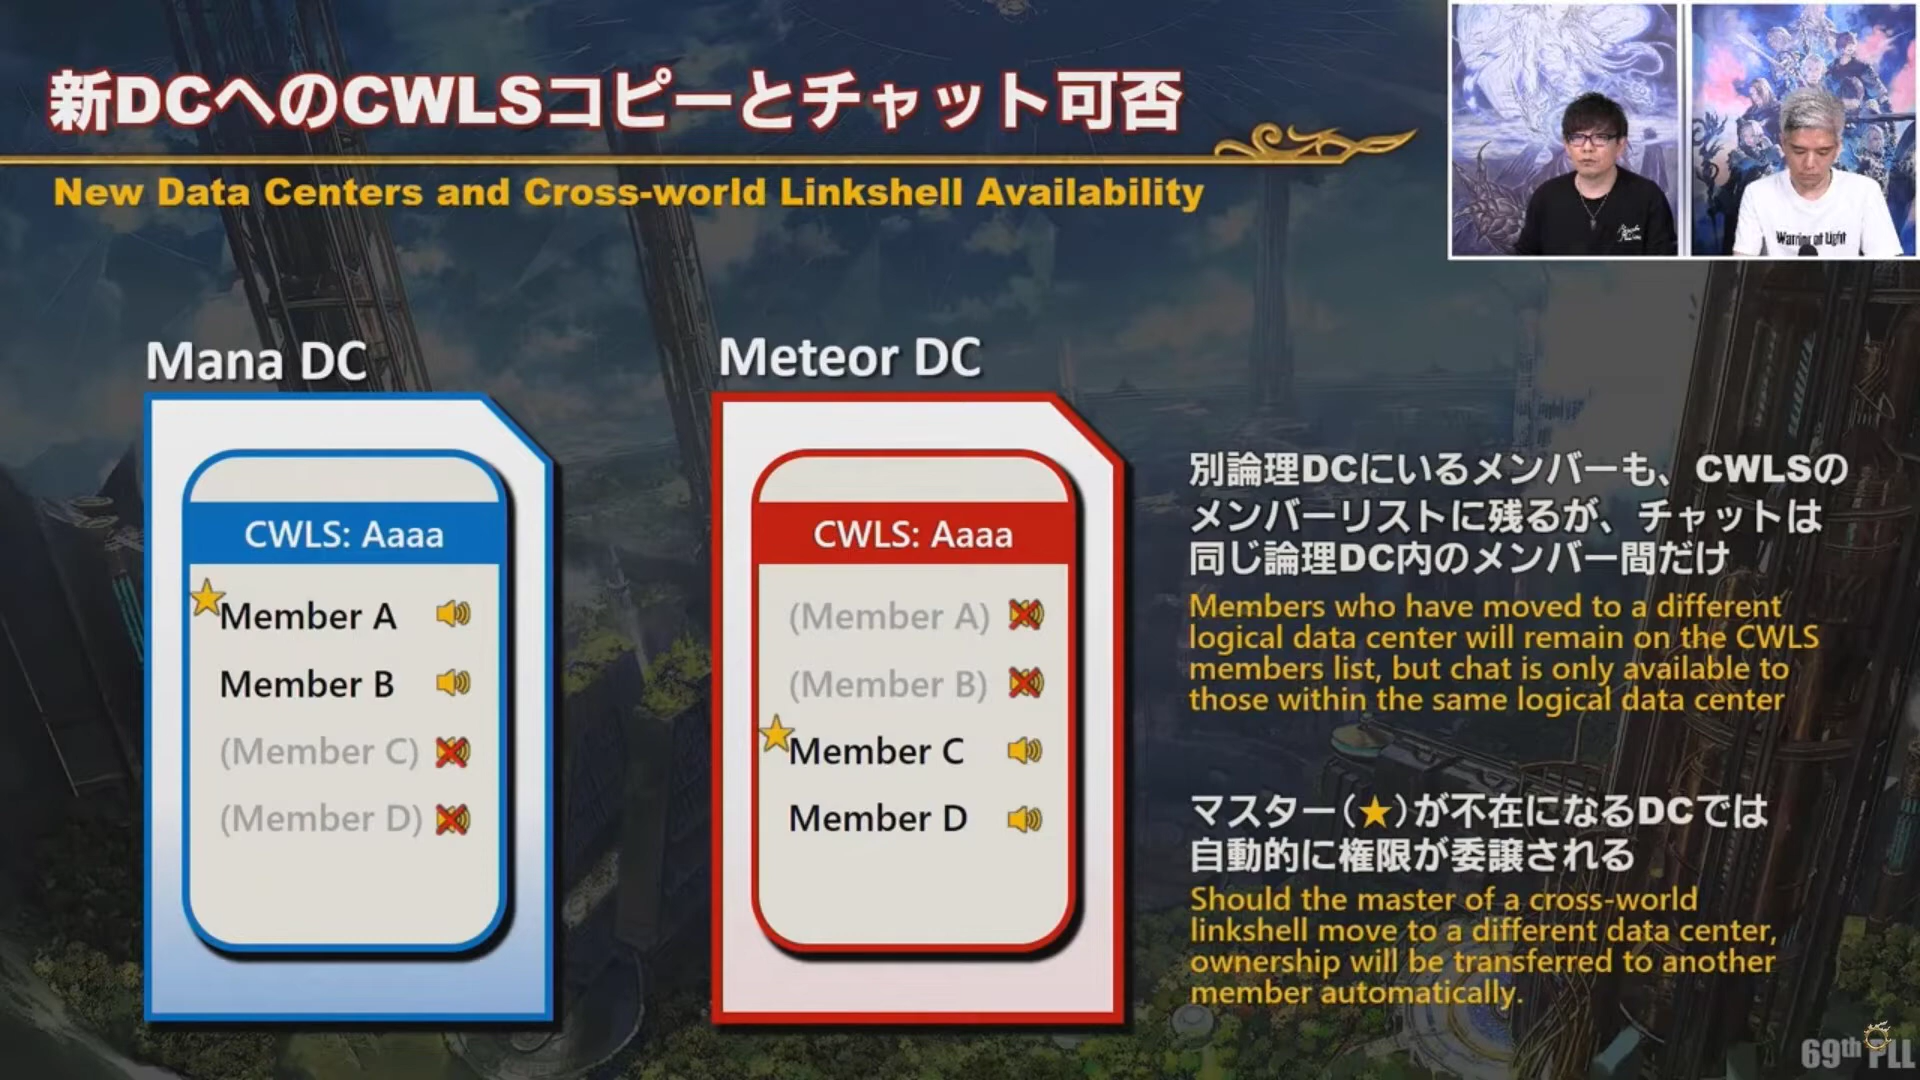 新DCへのCWLSコピーとチャット可否
New Data Centers and Cross-world Linkshell Availability
Warrior of Light
Mana DC
CWLS: Aaaa
★Member A
Member B
(Member C)
(Member D)
Meteor DC
CWLS: Aaaa
(Member A)
(Member B)
★Member C
Member D
別論理DCにいるメンバーも、CWLSの
メンバーリストに残るが、チャットは
同じ論理DC内のメンバー間だけ
Members who have moved to a different
logical data center will remain on the CWLS
members list, but chat is only available to
those within the same logical data center
マスター(★)が不在になるDCでは
自動的に権限が委譲される
Should the master of a cross-world
linkshell move to a different data center,
ownership will be transferred to another
member automatically.
69th PLL